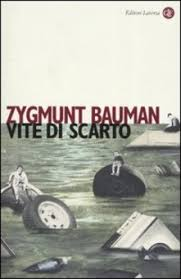 Editori Laterza
ZYGMUNT BAUMAN
VITE DI SCARTO